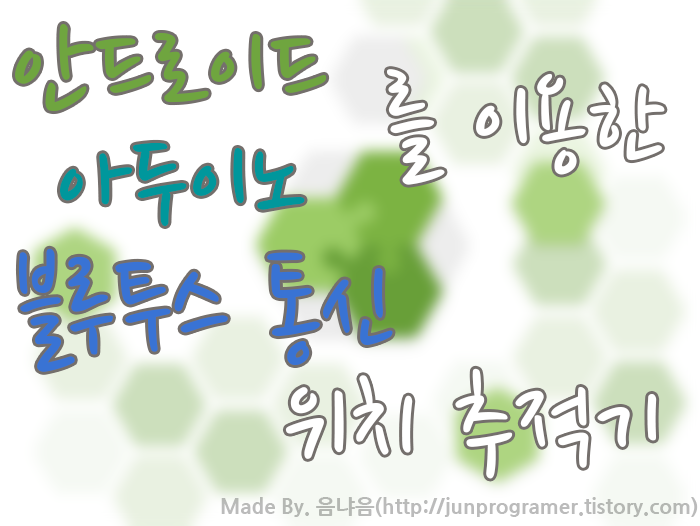 안드로이드
를 이용한
아두이노
블루투스 통신
위치 추적기
Made By. 음냐음(http://junprogramer.tistory.com)